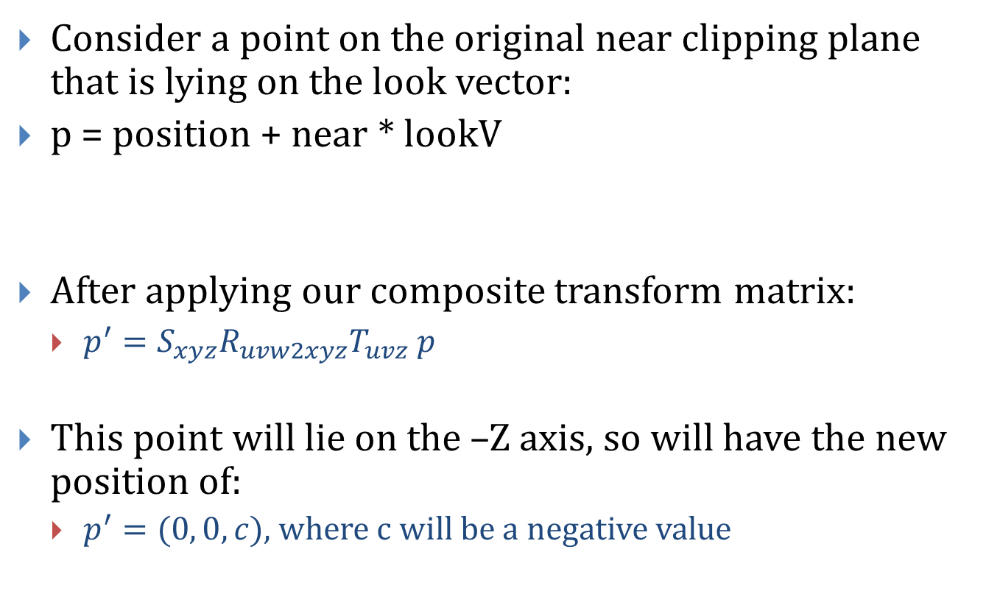 Consider a point on the original near clipping plane
that is lying on the look vector:
p = position + near * lookV
After applying our composite transform matrix:
p′ = S_{xyz}R_{uvw2xyz}T_{uvz} p
This point will lie on the –Z axis, so will have the new
position of:
p′ = (0, 0, c), where c will be a negative value